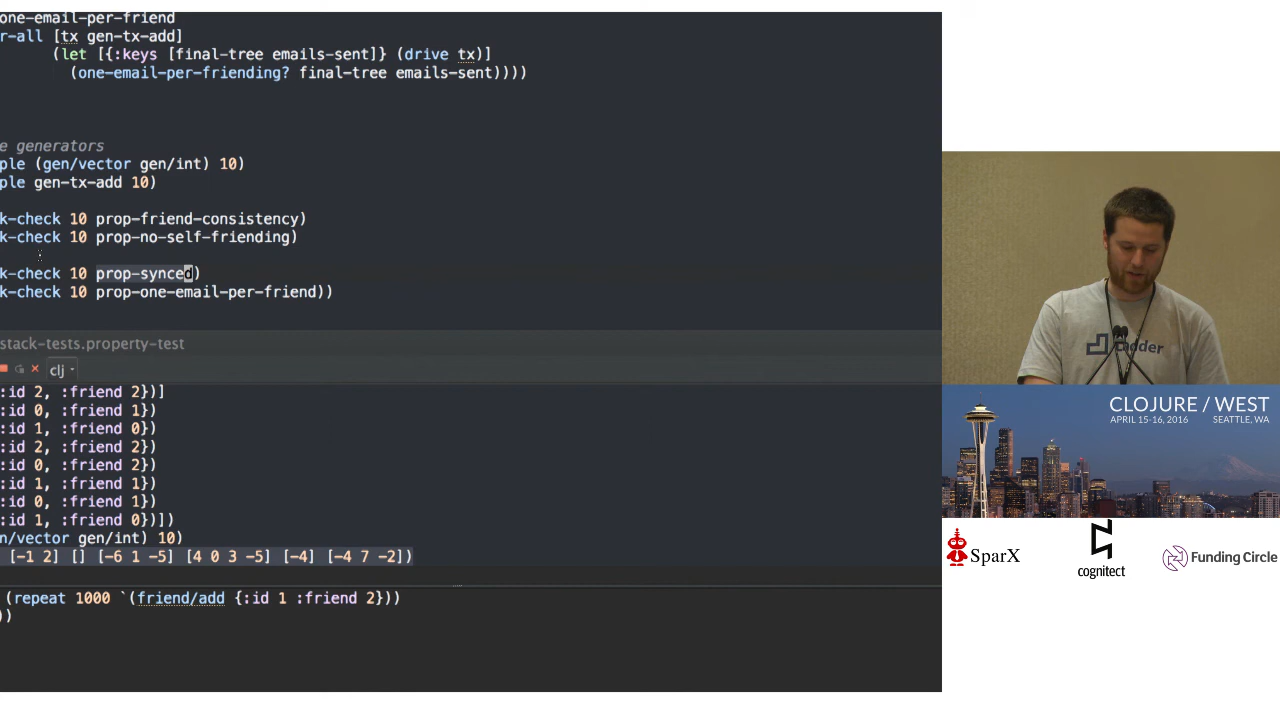 one-email-per-friend
r-all [tx gen-tx-add]
(let [{:keys [final-tree emails-sent]} (drive tx)]
(one-email-per-friending? final-tree emails-sent))))
e generators
ple (gen/vector gen/int) 10)
ple gen-tx-add 10)
k-check 10 prop-friend-consistency)
k-check 10 prop-no-self-friending)
k-check 10 prop-synced)
k-check 10 prop-one-email-per-friend))
stack-tests.property-test
clj
:id 2, :friend 2})]
:id 0, :friend 1})
:id 1, :friend 0})
:id 2, :friend 2})
:id 0, :friend 2})
:id 1, :friend 1})
:id 0, :friend 1})
:id 1, :friend 0})])
n/vector gen/int) 10)
[-1 2] [] [-6 1 -5] [4 0 3 -5] [-4] [-4 7 -2])
(repeat 1000 `(friend/add {:id 1 :friend 2}))
))
CLOJURE / WEST
APRIL 15-16, 2016 SEATTLE, WA
SparX
cognitect
Funding Circle